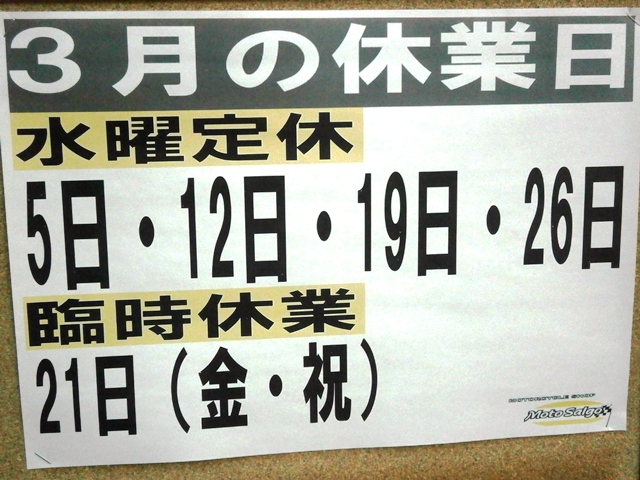 3月の休業日
水曜定休
5日・12日・19日・26日
臨時休業
21日(金・祝)
MOTORCYCLE SHOP
Moto Saigo